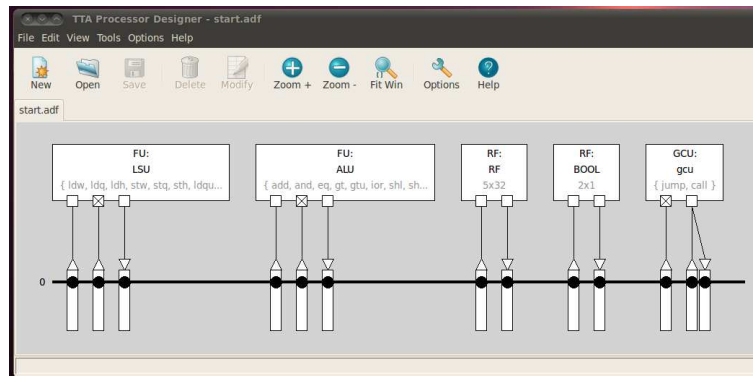 TTA Processor Designer - start.adf
File Edit View Tools Options Help
New Open Save Delete Modify Zoom + Zoom - Fit Win Options Help
start.adf
FU: FU: RF: RF: GCU:
LSU ALU RF BOOL gcu
{ ldw, ldq, ldh, stw, stq, sth, ldqu... { add, and, eq, gt, gtu, ior, shl, sh... 5x32 2x1 { jump, call }
0